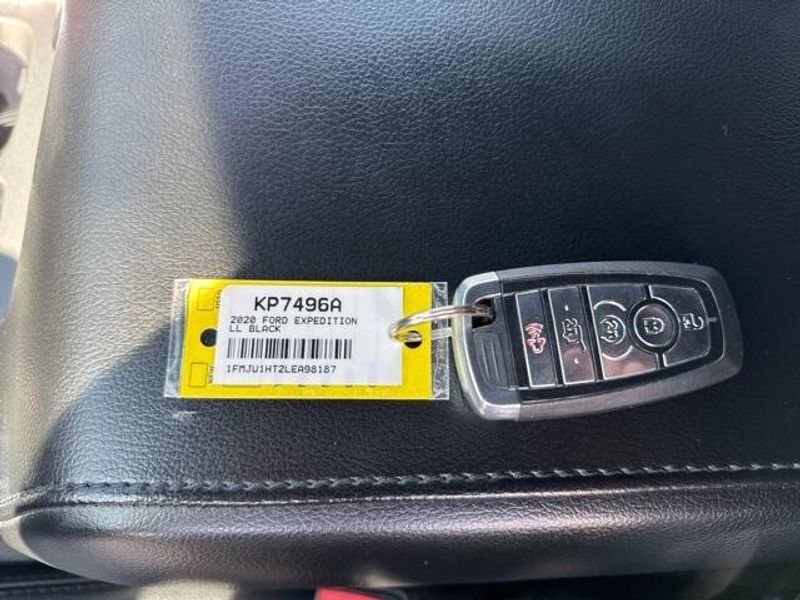 KP7496A
2020 FORD EXPEDITION
LL BLACK
1FMJU1HT2LEA98187